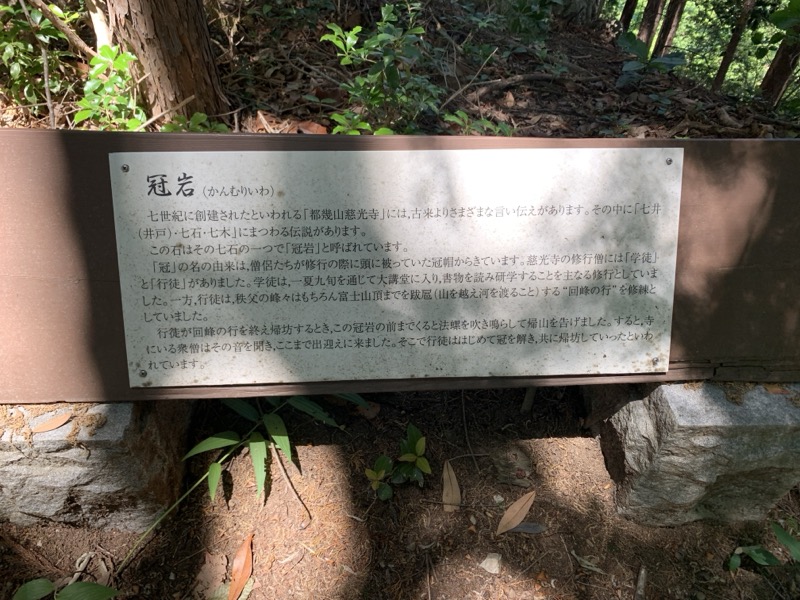 冠岩(かんむりいわ)
七世紀に創建されたといわれる「都幾山慈光寺」には,古来よりさまざまな言い伝えがあります。その中に「七井
(井戸)・七石・七木」にまつわる伝説があります。
この石はその七石の一つで「冠岩」と呼ばれています。
「冠」の名の由来は,僧侶たちが修行の際に頭に被っていた冠帽からきています。慈光寺の修行僧には「学徒」
と「行徒」がありました。学徒は,一夏九旬を通じて大講堂に入り,書物を読み研学することを主なる修行としていま
した。一方,行徒は,秩父の峰々はもちろん富士山頂までを跋渉(山を越え河を渡ること)する“回峰の行”を修練と
していました。
行徒が回峰の行を終え帰坊するとき,この冠岩の前までくると法螺を吹き鳴らして帰山を告げました。すると,寺
にいる衆僧はその音を聞き,ここまで出迎えに来ました。そこで行徒ははじめて冠を解き,共に帰坊していったといわ
れています。